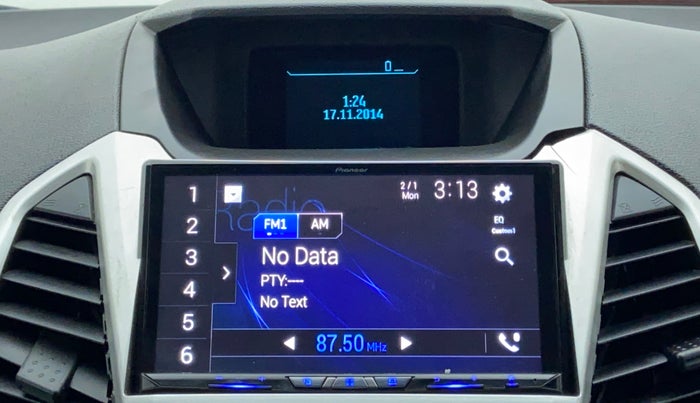 0
1:24
17.11.2014
Pioneer
Radio
1
2
3
4
5
6
2/1
Mon
3:13
FM1 AM
EQ
Custom1
No Data
PTY:----
No Text
87.50 MHz